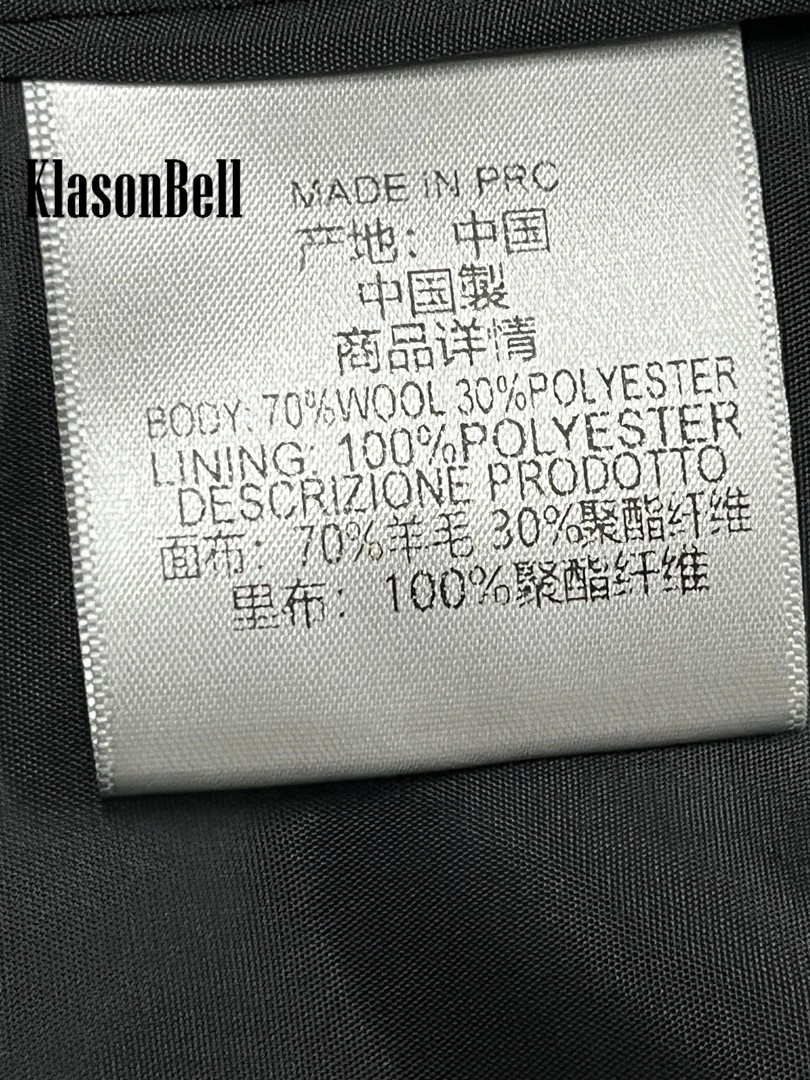 KlasonBell
MADE IN PRC
产地：中国
中国製
商品详情
BODY: 70%WOOL 30%POLYESTER
LINING: 100%POLYESTER
DESCRIZIONE PRODOTTO
面布：70%羊毛 30%聚酯纤维
里布：100%聚酯纤维